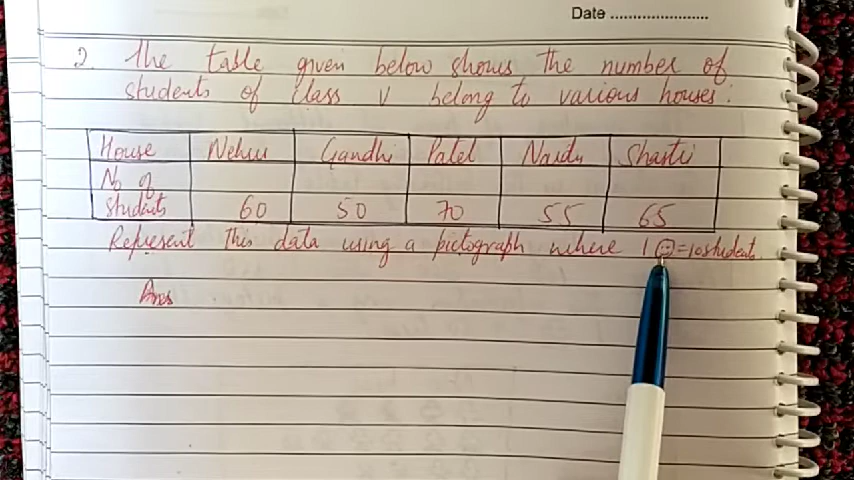 Date ......................
2. The table given below shows the number of
students of class V belong to various houses:
House Nehru Gandhi Patel Naidu Shastri
No of
students 60 50 70 55 65
Represent this data using a pictograph where 1 ☺ = 10 students.
Ans